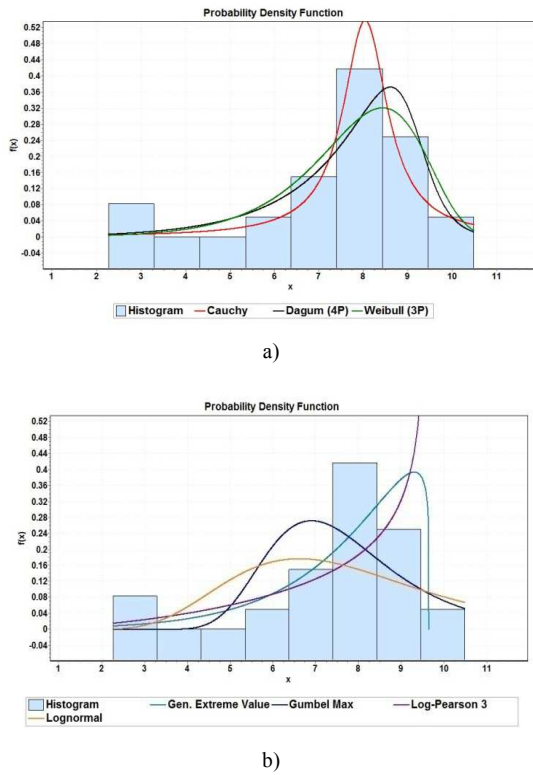 Probability Density Function
0.52
0.48
0.44
0.4
0.36
0.32
0.28
0.24
0.2
0.16
0.12
0.08
0.04
0
-0.04
f(x)
1 2 3 4 5 6 7 8 9 10 11
x
Histogram Cauchy Dagum (4P) Weibull (3P)
a)
Probability Density Function
0.52
0.48
0.44
0.4
0.36
0.32
0.28
0.24
0.2
0.16
0.12
0.08
0.04
0
-0.04
f(x)
1 2 3 4 5 6 7 8 9 10 11
x
Histogram Gen. Extreme Value Gumbel Max Log-Pearson 3
Lognormal
b)